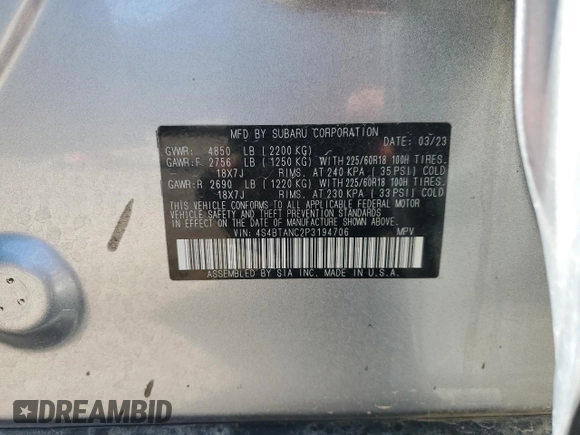 MFD BY SUBARU CORPORATION
GVWR: 4850 LB (2200 KG) DATE: 03/23
GAWR:F 2756 LB (1250 KG) WITH 225/60R18 100H TIRES.
18X7J RIMS. AT 240 KPA (35 PSI) COLD
GAWR:R 2690 LB (1220 KG) WITH 225/60R18 100H TIRES.
18X7J RIMS. AT 230 KPA (33 PSI) COLD
THIS VEHICLE CONFORMS TO ALL APPLICABLE FEDERAL MOTOR
VEHICLE SAFETY AND THEFT PREVENTION STANDARDS IN
EFFECT ON THE DATE OF MANUFACTURE SHOWN ABOVE.
VIN: 4S4BTANC2P3194706 MPV
ASSEMBLED BY SIA INC. MADE IN U.S.A.
DREAMBID